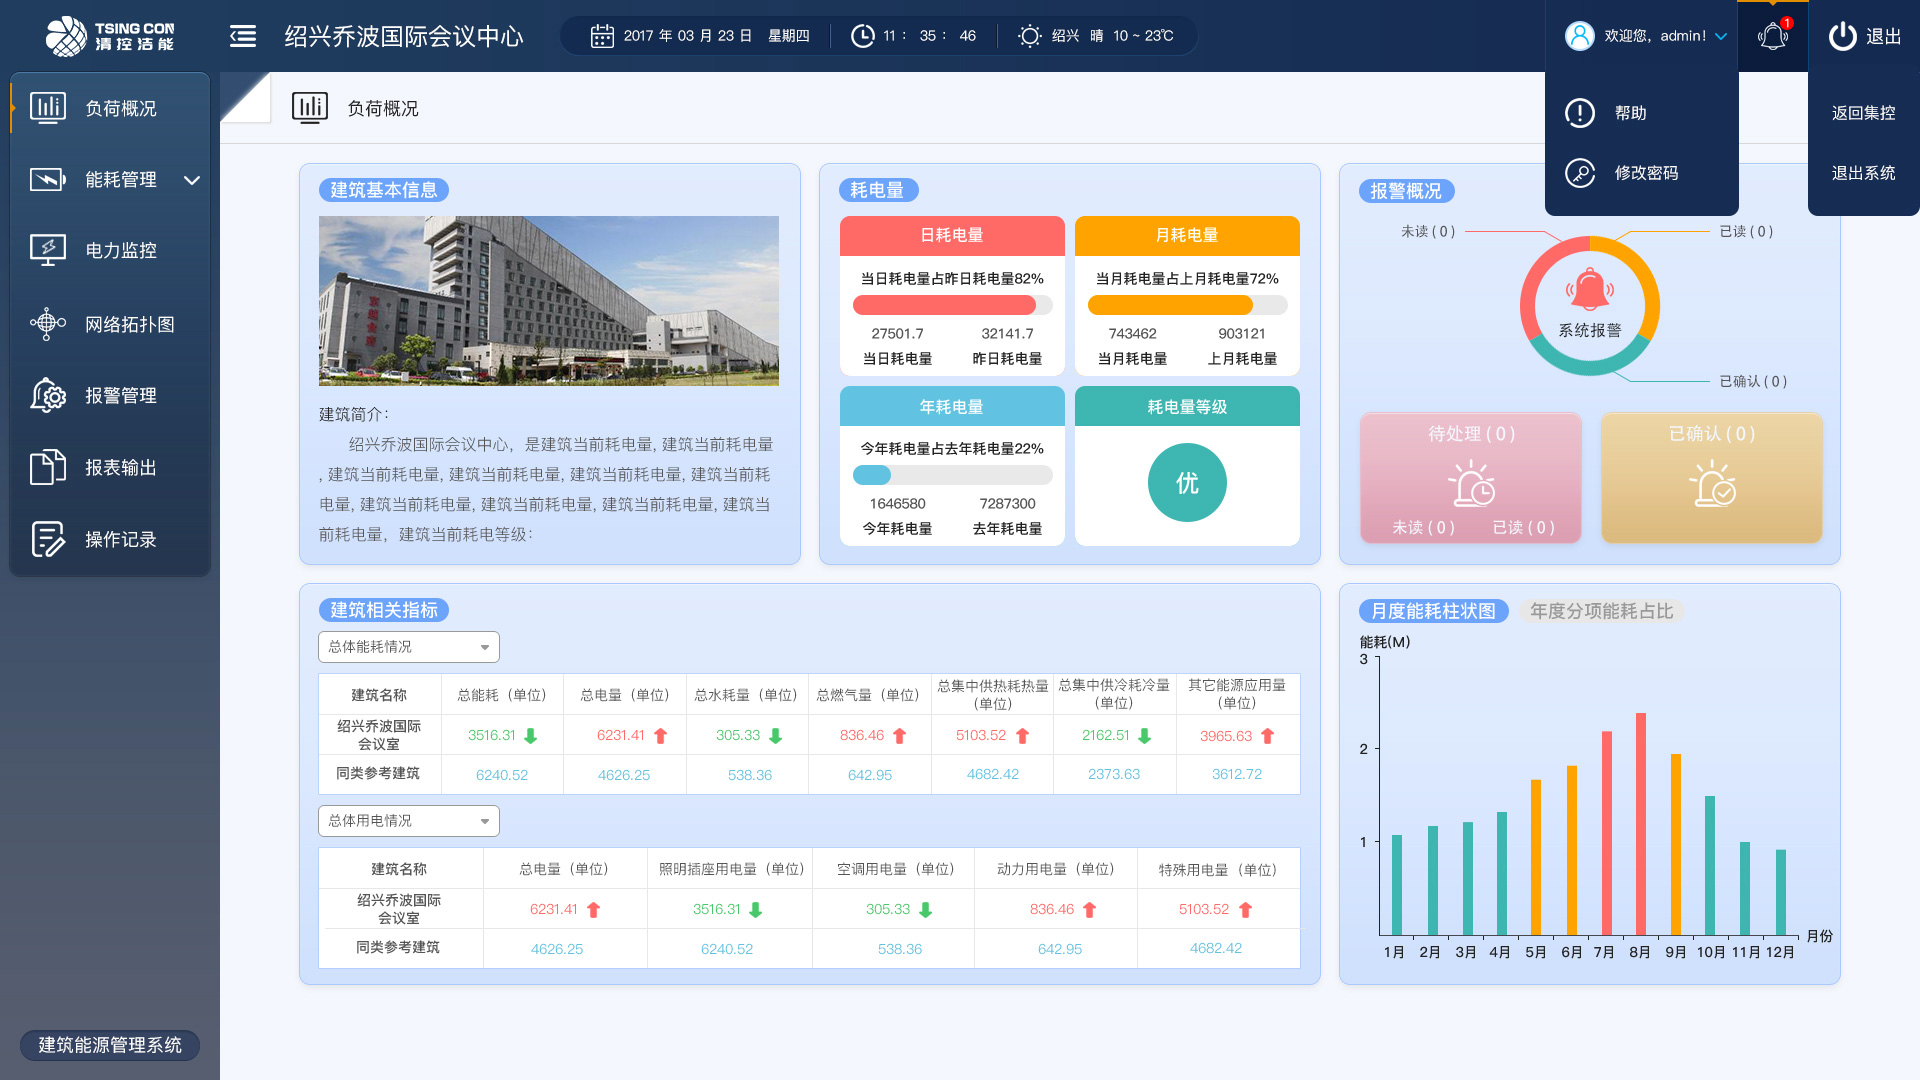 TSING CON
清控洁能
绍兴乔波国际会议中心
2017 年 03 月 23 日 星期四
11 : 35 : 46
绍兴 晴 10 ~ 23℃
欢迎您，admin!
1
退出
帮助
修改密码
返回集控
退出系统
负荷概况
能耗管理
电力监控
网络拓扑图
报警管理
报表输出
操作记录
建筑能源管理系统
负荷概况
建筑基本信息
建筑简介:
绍兴乔波国际会议中心，是建筑当前耗电量, 建筑当前耗电量
, 建筑当前耗电量, 建筑当前耗电量, 建筑当前耗电量, 建筑当前耗
电量, 建筑当前耗电量, 建筑当前耗电量, 建筑当前耗电量, 建筑当
前耗电量，建筑当前耗电等级:
耗电量
日耗电量
当日耗电量占昨日耗电量82%
27501.7 32141.7
当日耗电量 昨日耗电量
月耗电量
当月耗电量占上月耗电量72%
743462 903121
当月耗电量 上月耗电量
年耗电量
今年耗电量占去年耗电量22%
1646580 7287300
今年耗电量 去年耗电量
耗电量等级
优
报警概况
未读 ( 0 ) 已读 ( 0 )
系统报警
已确认 ( 0 )
待处理 ( 0 )
未读 ( 0 ) 已读 ( 0 )
已确认 ( 0 )
建筑相关指标
总体能耗情况
建筑名称 总能耗（单位） 总电量（单位） 总水耗量（单位） 总燃气量（单位） 总集中供热耗热量（单位） 总集中供冷耗冷量（单位） 其它能源应用量（单位）
绍兴乔波国际会议室 3516.31 6231.41 305.33 836.46 5103.52 2162.51 3965.63
同类参考建筑 6240.52 4626.25 538.36 642.95 4682.42 2373.63 3612.72
总体用电情况
建筑名称 总电量（单位） 照明插座用电量（单位） 空调用电量（单位） 动力用电量（单位） 特殊用电量（单位）
绍兴乔波国际会议室 6231.41 3516.31 305.33 836.46 5103.52
同类参考建筑 4626.25 6240.52 538.36 642.95 4682.42
月度能耗柱状图 年度分项能耗占比
能耗(M)
3
2
1
月份
1月 2月 3月 4月 5月 6月 7月 8月 9月 10月 11月 12月